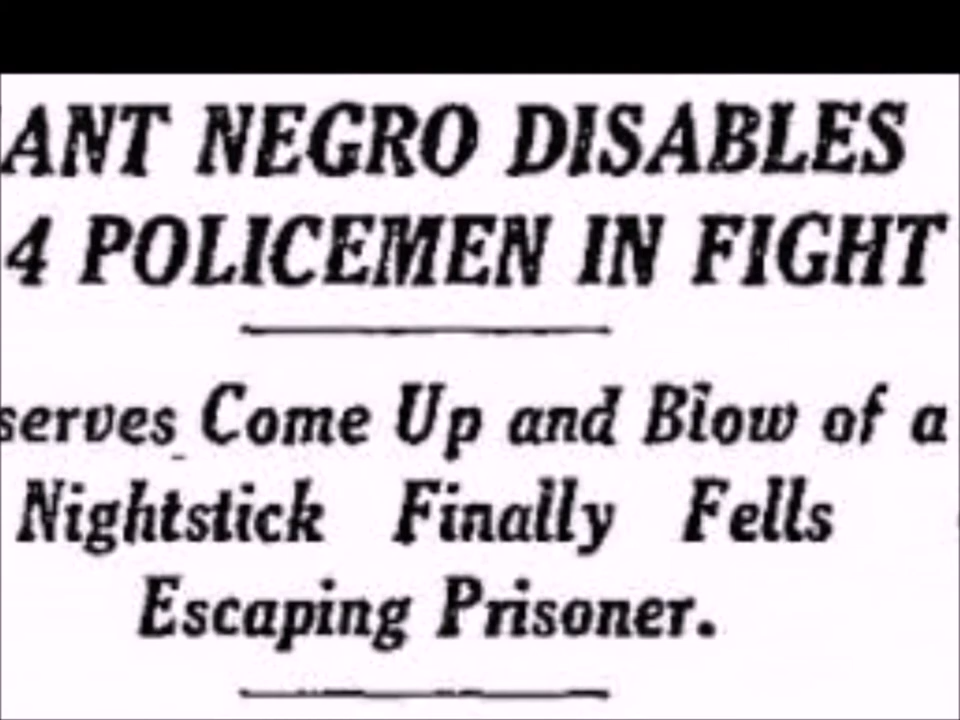 ANT NEGRO DISABLES
4 POLICEMEN IN FIGHT
serves Come Up and Blow of a
Nightstick Finally Fells
Escaping Prisoner.